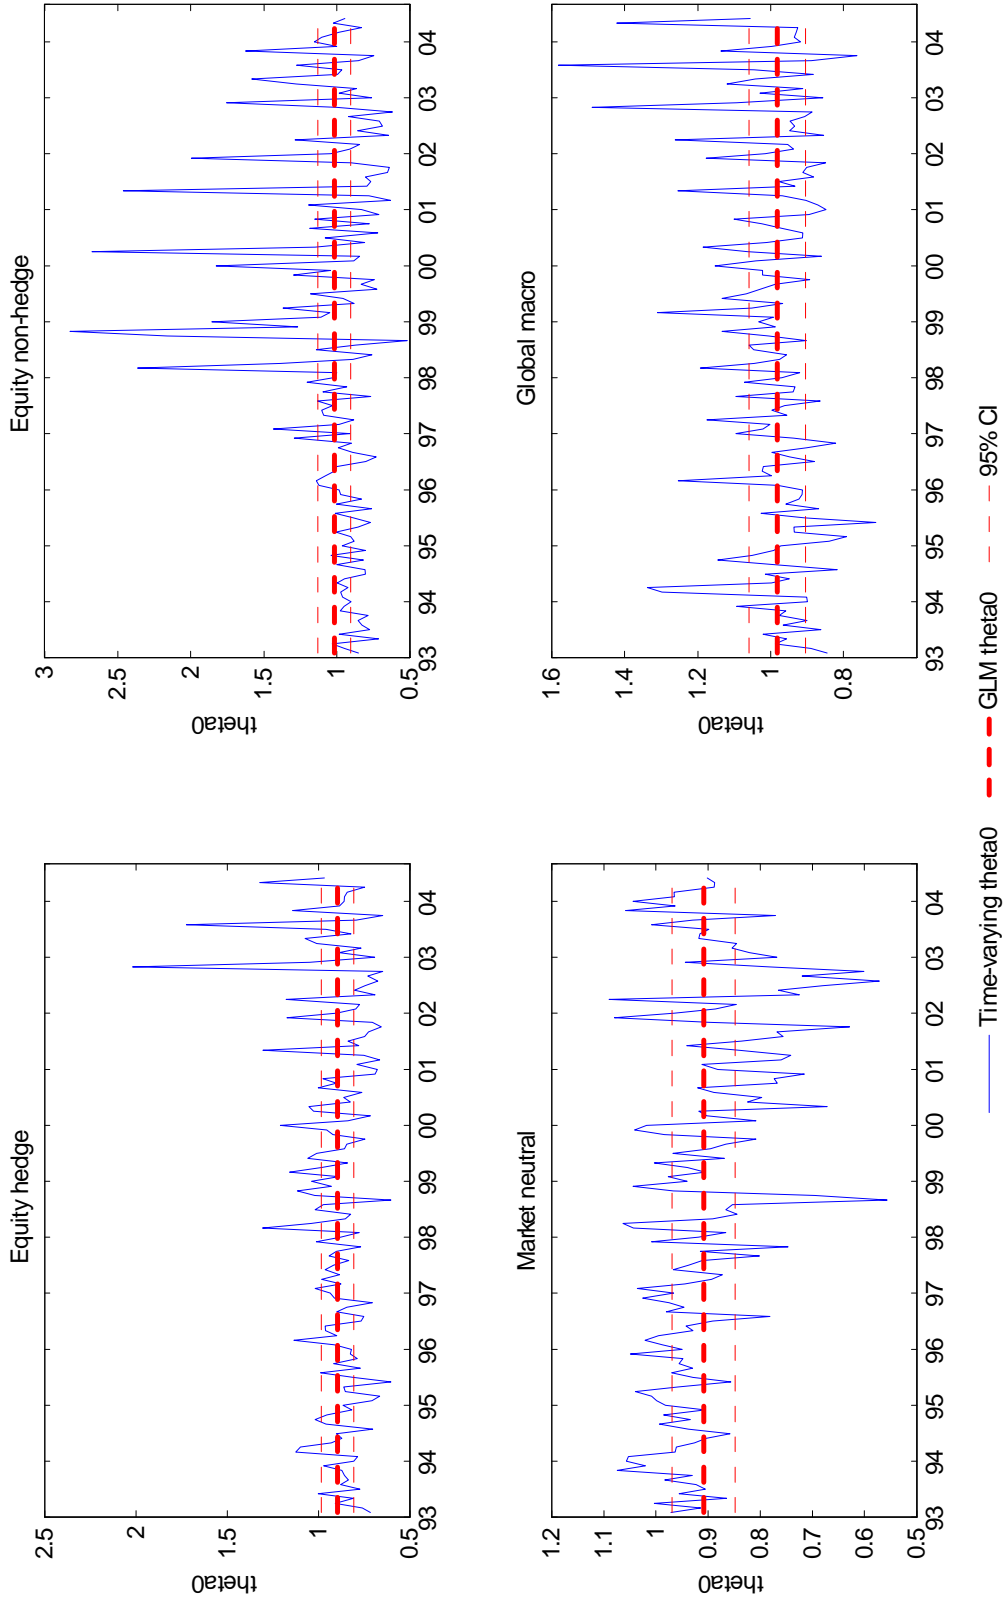 Equity hedge
theta0
2.5
2
1.5
1
0.5
93 94 95 96 97 98 99 00 01 02 03 04
Equity non-hedge
theta0
3
2.5
2
1.5
1
0.5
93 94 95 96 97 98 99 00 01 02 03 04
Market neutral
theta0
1.2
1.1
1
0.9
0.8
0.7
0.6
0.5
93 94 95 96 97 98 99 00 01 02 03 04
Global macro
theta0
1.6
1.4
1.2
1
0.8
93 94 95 96 97 98 99 00 01 02 03 04
Time-varying theta0 GLM theta0 95% CI